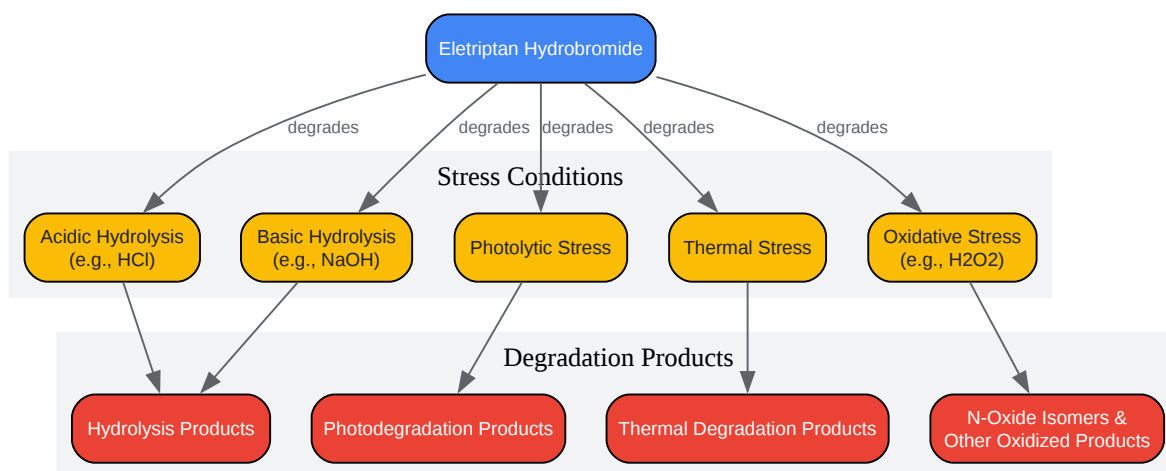 Eletriptan Hydrobromide
degrades
degrades
degrades
degrades
degrades
Stress Conditions
Acidic Hydrolysis
(e.g., HCl)
Basic Hydrolysis
(e.g., NaOH)
Photolytic Stress
Thermal Stress
Oxidative Stress
(e.g., H2O2)
Degradation Products
Hydrolysis Products
Photodegradation Products
Thermal Degradation Products
N-Oxide Isomers &
Other Oxidized Products